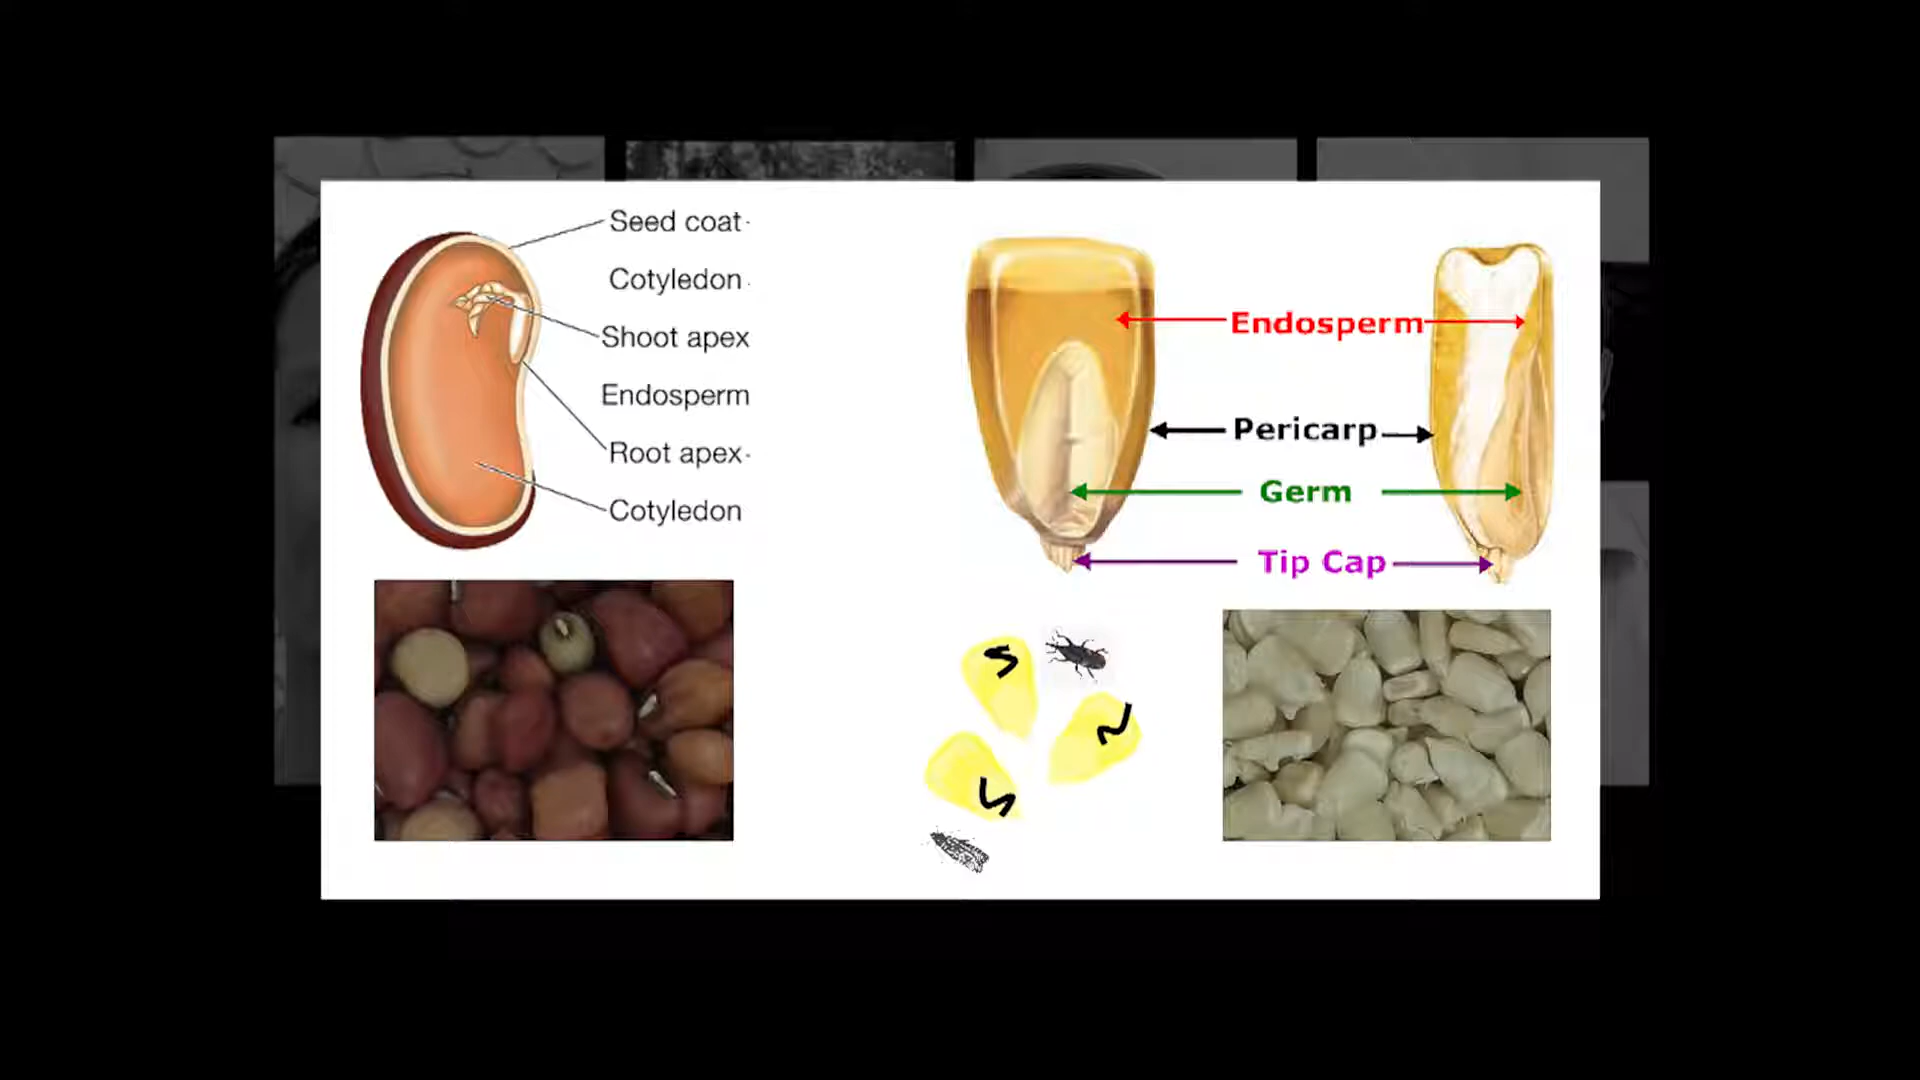 Seed coat
Cotyledon
Shoot apex
Endosperm
Root apex
Cotyledon
Endosperm
Pericarp
Germ
Tip Cap